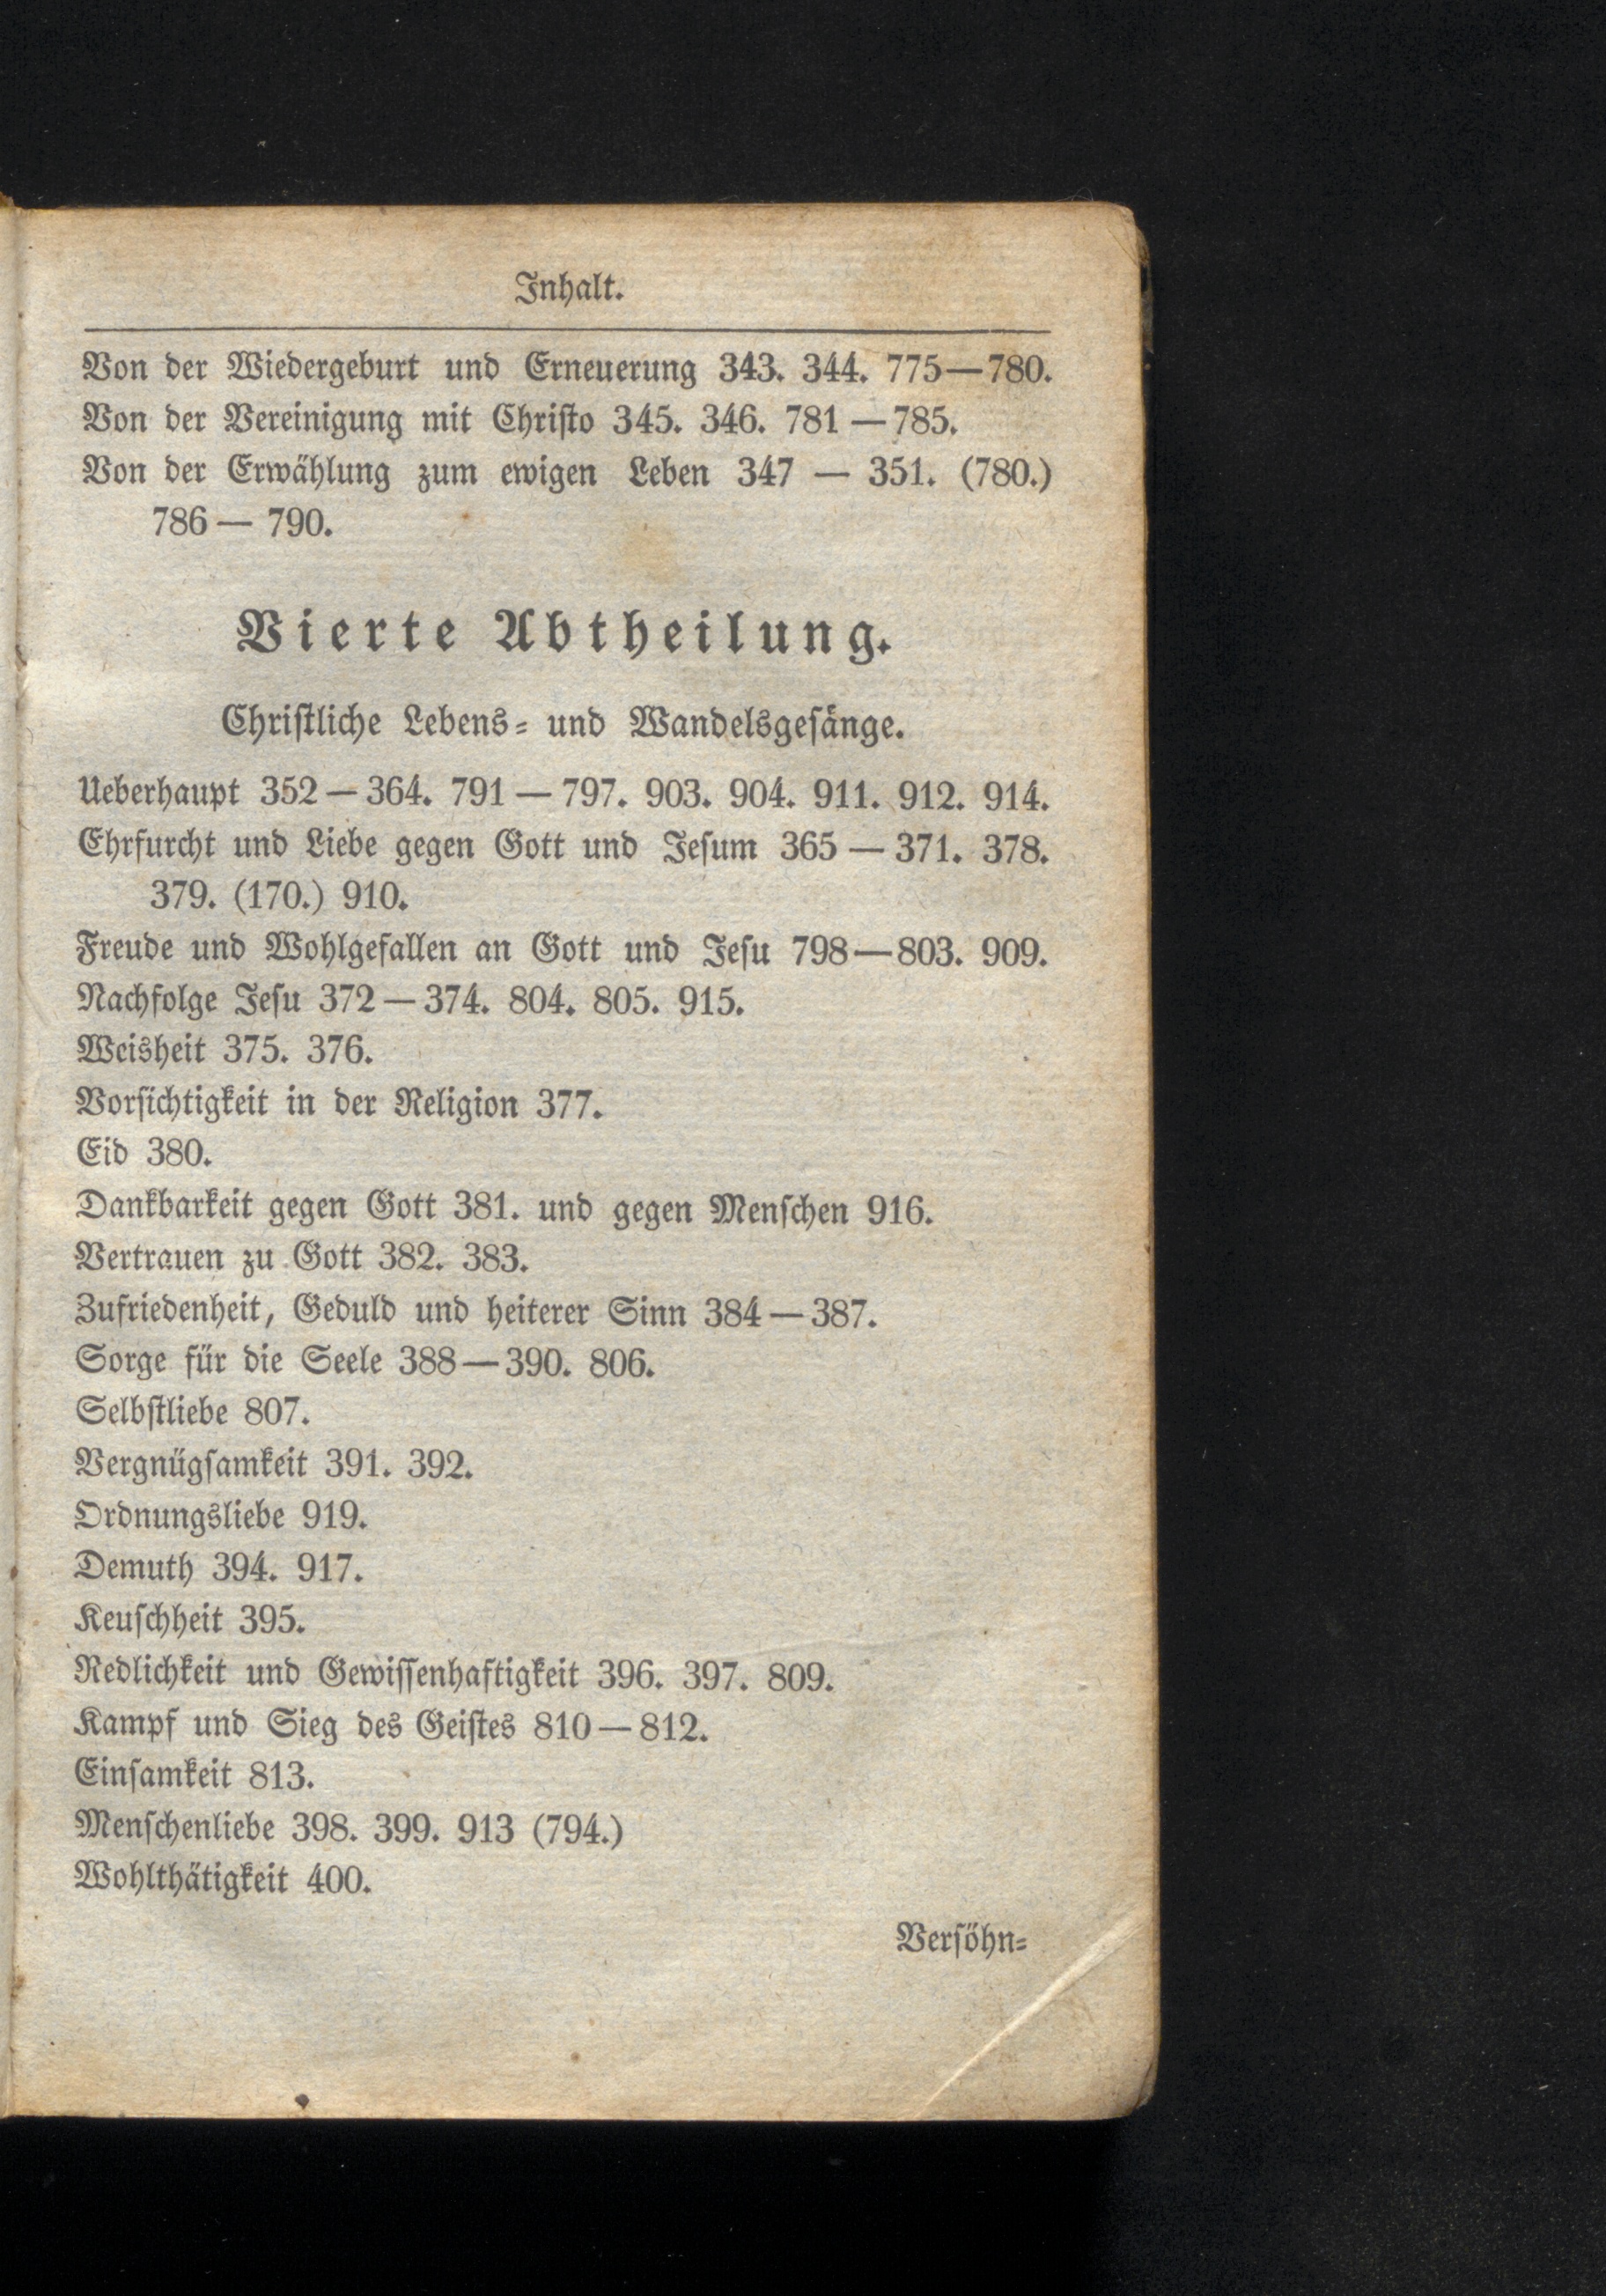 Inhalt.
Von der Wiedergeburt und Erneuerung 343. 344. 775—780.
Von der Vereinigung mit Chriſto 345. 346. 781 — 785.
Von der Erwählung zum ewigen Leben 347 — 351. (780.)
786 — 790.
Vierte Abtheilung.
Chriſtliche Lebens- und Wandelsgeſänge.
Ueberhaupt 352 — 364. 791 — 797. 903. 904. 911. 912. 914.
Ehrfurcht und Liebe gegen Gott und Jeſum 365 — 371. 378.
379. (170.) 910.
Freude und Wohlgefallen an Gott und Jeſu 798—803. 909.
Nachfolge Jeſu 372 — 374. 804. 805. 915.
Weisheit 375. 376.
Vorſichtigkeit in der Religion 377.
Eid 380.
Dankbarkeit gegen Gott 381. und gegen Menſchen 916.
Vertrauen zu Gott 382. 383.
Zufriedenheit, Geduld und heiterer Sinn 384 — 387.
Sorge für die Seele 388—390. 806.
Selbſtliebe 807.
Vergnügſamkeit 391. 392.
Ordnungsliebe 919.
Demuth 394. 917.
Keuſchheit 395.
Redlichkeit und Gewiſſenhaftigkeit 396. 397. 809.
Kampf und Sieg des Geiſtes 810 — 812.
Einſamkeit 813.
Menſchenliebe 398. 399. 913 (794.)
Wohlthätigkeit 400.
Verſöhn-